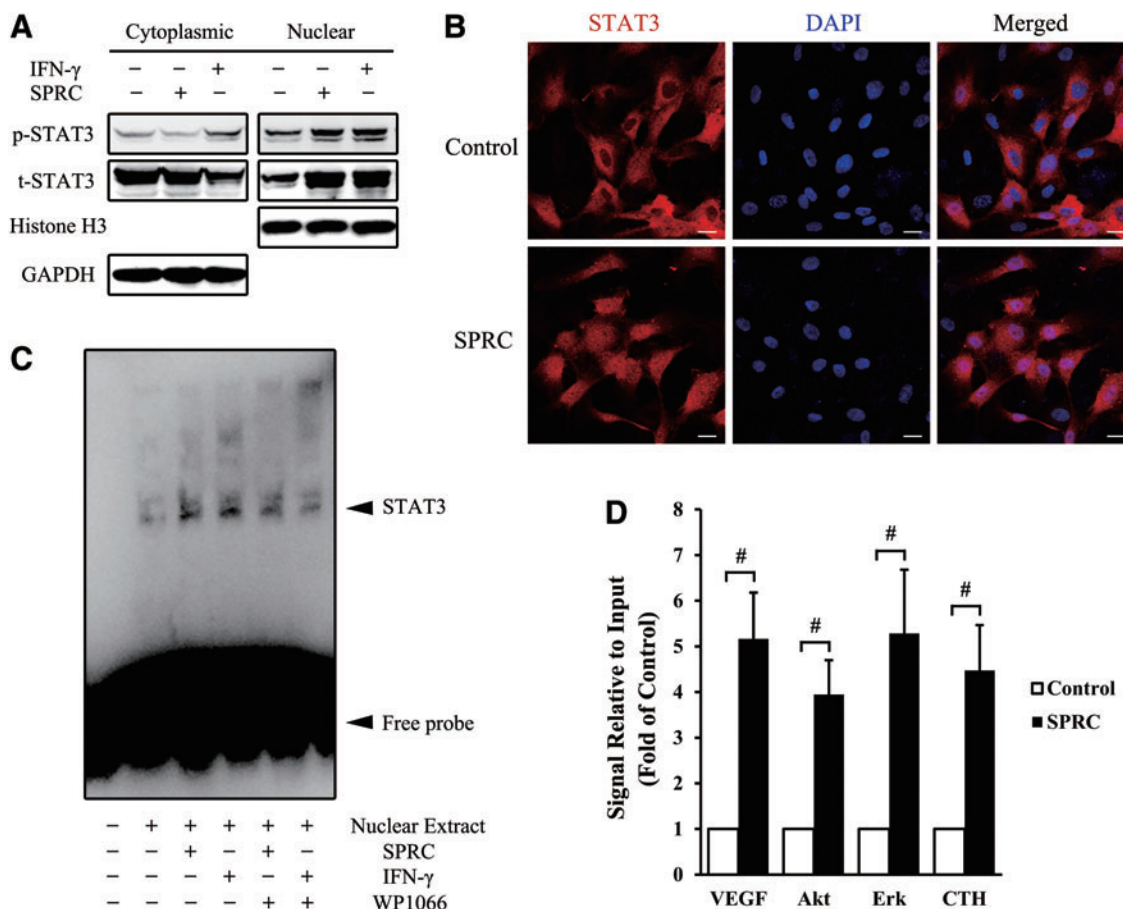 A
Cytoplasmic Nuclear
IFN-γ – – + – – +
SPRC – + – – + –
p-STAT3
t-STAT3
Histone H3
GAPDH
B
STAT3 DAPI Merged
Control
SPRC
C
STAT3
Free probe
– + + + + + Nuclear Extract
– – + – + – SPRC
– – – + – + IFN-γ
– – – – + + WP1066
D
Signal Relative to Input
(Fold of Control)
8
7
6
5
4
3
2
1
0
# # # #
VEGF Akt Erk CTH
Control
SPRC